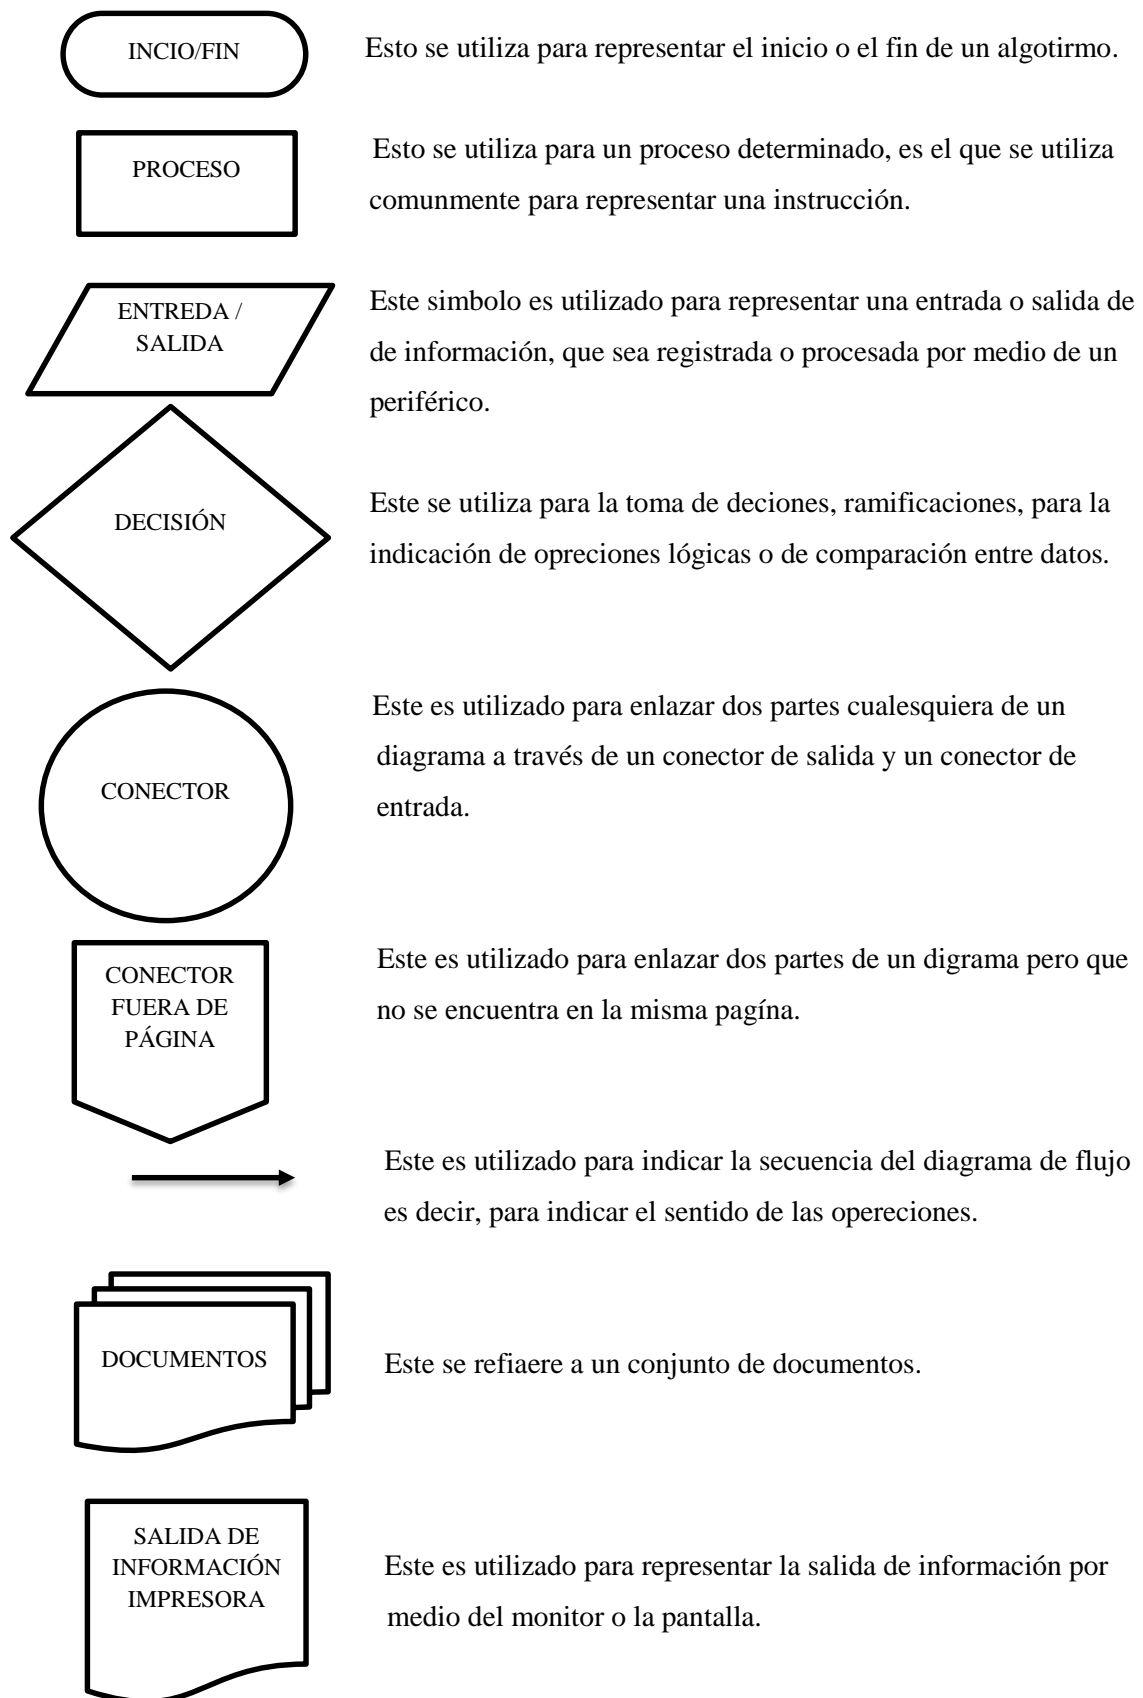 INCIO/FIN
Esto se utiliza para representar el inicio o el fin de un algotirmo.
PROCESO
Esto se utiliza para un proceso determinado, es el que se utiliza
comunmente para representar una instrucción.
ENTREDA /
SALIDA
Este simbolo es utilizado para representar una entrada o salida de
de información, que sea registrada o procesada por medio de un
periférico.
DECISIÓN
Este se utiliza para la toma de deciones, ramificaciones, para la
indicación de opreciones lógicas o de comparación entre datos.
CONECTOR
Este es utilizado para enlazar dos partes cualesquiera de un
diagrama a través de un conector de salida y un conector de
entrada.
CONECTOR
FUERA DE
PÁGINA
Este es utilizado para enlazar dos partes de un digrama pero que
no se encuentra en la misma pagína.
Este es utilizado para indicar la secuencia del diagrama de flujo
es decir, para indicar el sentido de las opereciones.
DOCUMENTOS
Este se refiaere a un conjunto de documentos.
SALIDA DE
INFORMACIÓN
IMPRESORA
Este es utilizado para representar la salida de información por
medio del monitor o la pantalla.